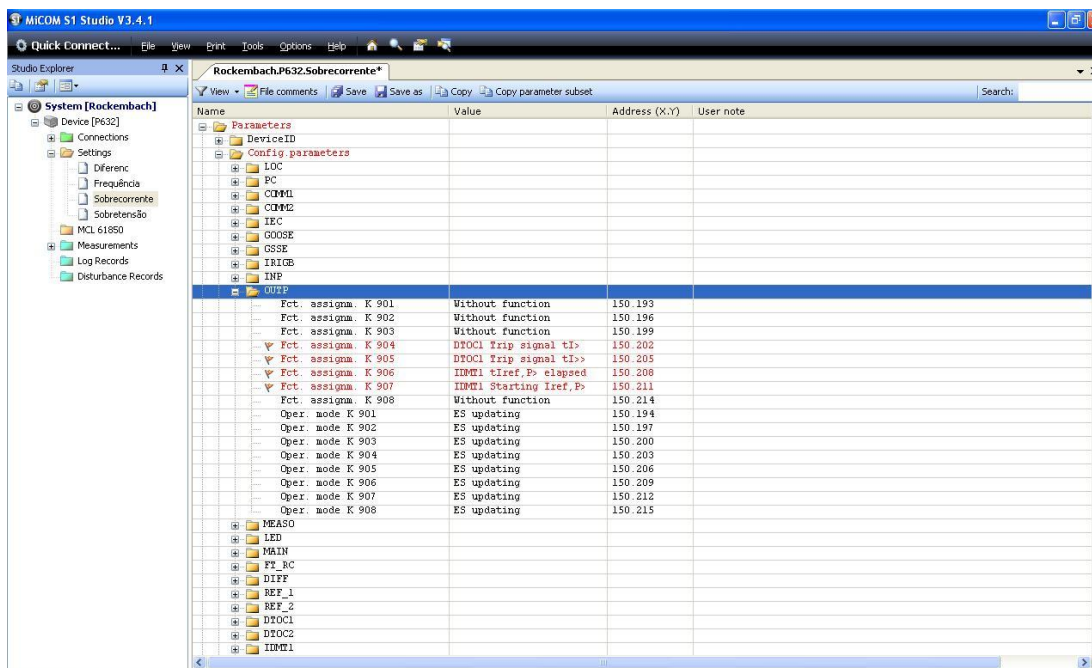 MiCOM S1 Studio V3.4.1
Quick Connect... File View Print Tools Options Help
Studio Explorer
System [Rockembach]
Device [P632]
Connections
Settings
Diferenc
Frequência
Sobrecorrente
Sobretensão
MCL 61850
Measurements
Log Records
Disturbance Records
Rockembach.P632.Sobrecorrente*
View File comments Save Save as Copy Copy parameter subset Search:
Name Value Address (X.Y) User note
Parameters
DeviceID
Config.parameters
LOC
PC
COMM1
COMM2
IEC
GOOSE
GSSE
IRIGB
INP
OUTP
Fct. assignm. K 901 Without function 150.193
Fct. assignm. K 902 Without function 150.196
Fct. assignm. K 903 Without function 150.199
Fct. assignm. K 904 DTOC1 Trip signal tI> 150.202
Fct. assignm. K 905 DTOC1 Trip signal tI>> 150.205
Fct. assignm. K 906 IDMT1 tIref,P> elapsed 150.208
Fct. assignm. K 907 IDMT1 Starting Iref,P> 150.211
Fct. assignm. K 908 Without function 150.214
Oper. mode K 901 ES updating 150.194
Oper. mode K 902 ES updating 150.197
Oper. mode K 903 ES updating 150.200
Oper. mode K 904 ES updating 150.203
Oper. mode K 905 ES updating 150.206
Oper. mode K 906 ES updating 150.209
Oper. mode K 907 ES updating 150.212
Oper. mode K 908 ES updating 150.215
MEASO
LED
MAIN
FT_RC
DIFF
REF_1
REF_2
DTOC1
DTOC2
IDMT1